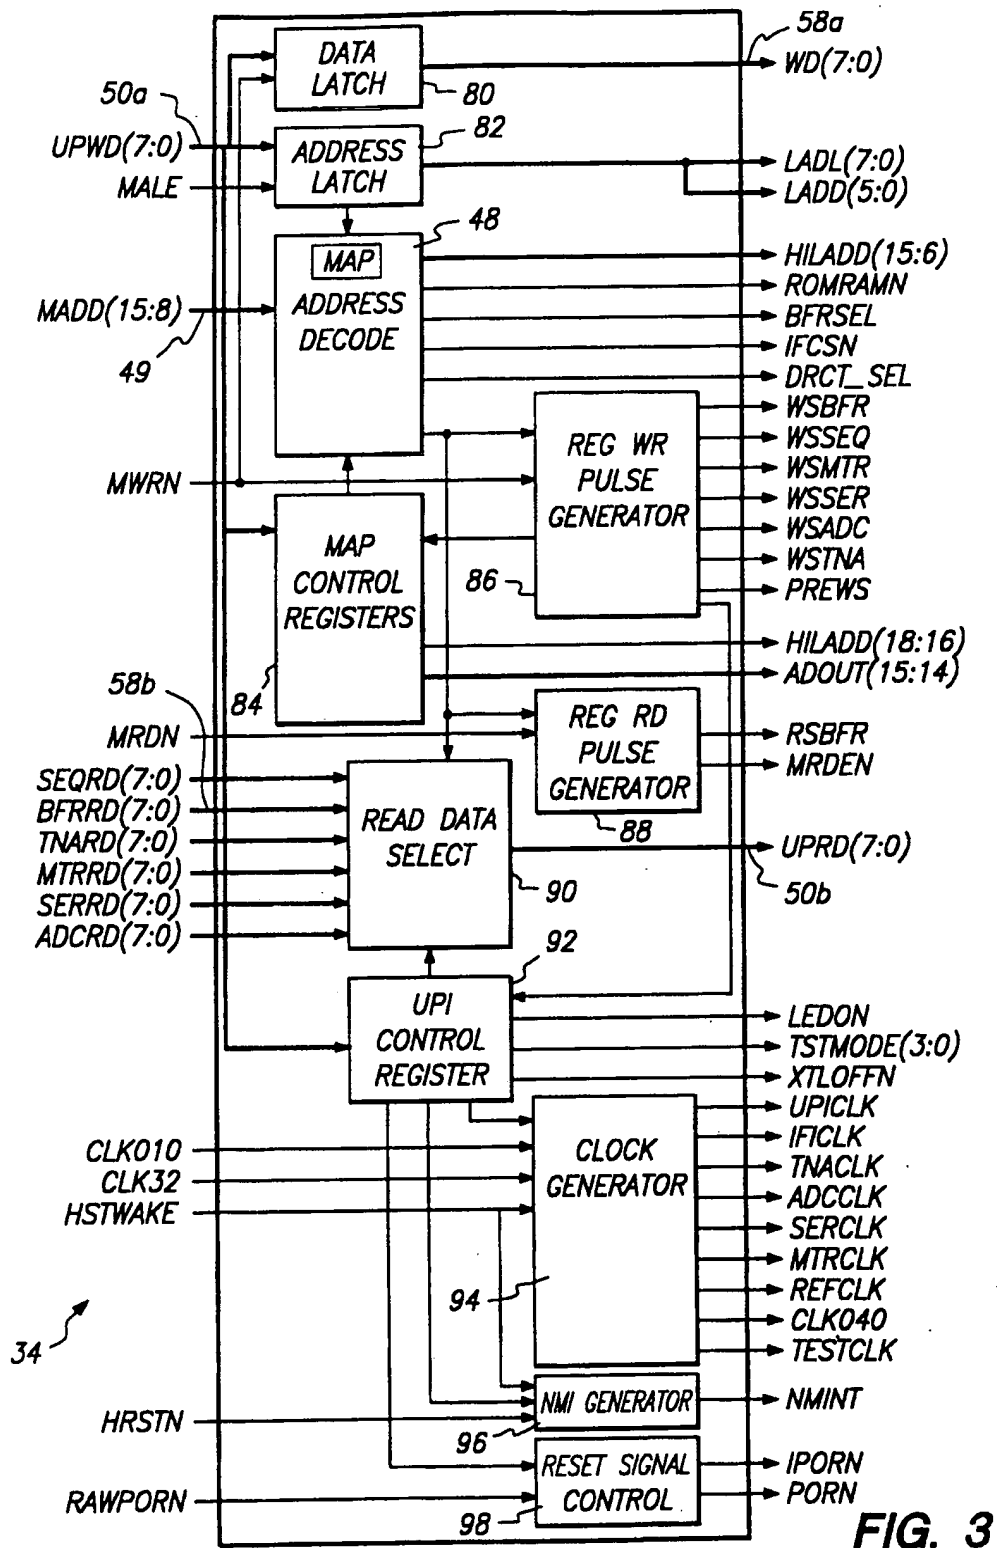 58a
DATA
LATCH
80
WD(7:0)
50a
82
UPWD(7:0)
ADDRESS
LATCH
LADL(7:0)
MALE
LADD(5:0)
48
MAP
HILADD(15:6)
ROMRAMN
MADD(15:8)
ADDRESS
DECODE
BFRSEL
IFCSN
49
DRCT_SEL
WSBFR
REG WR
PULSE
GENERATOR
WSSEQ
WSMTR
MWRN
WSSER
WSADC
MAP
CONTROL
REGISTERS
WSTNA
86
PREWS
HILADD(18:16)
ADOUT(15:14)
58b
84
REG RD
PULSE
GENERATOR
MRDN
RSBFR
MRDEN
SEQRD(7:0)
BFRRD(7:0)
TNARD(7:0)
MTRRD(7:0)
SERRD(7:0)
ADCRD(7:0)
READ DATA
SELECT
88
UPRD(7:0)
90
50b
92
UPI
CONTROL
REGISTER
LEDON
TSTMODE(3:0)
XTLOFFN
UPICLK
CLK010
CLK32
HSTWAKE
CLOCK
GENERATOR
IFICLK
TNACLK
ADCCLK
SERCLK
MTRCLK
94
REFCLK
CLK040
34
TESTCLK
NMI GENERATOR
NMINT
HRSTN
96
RESET SIGNAL
CONTROL
IPORN
RAWPORN
PORN
98
FIG. 3